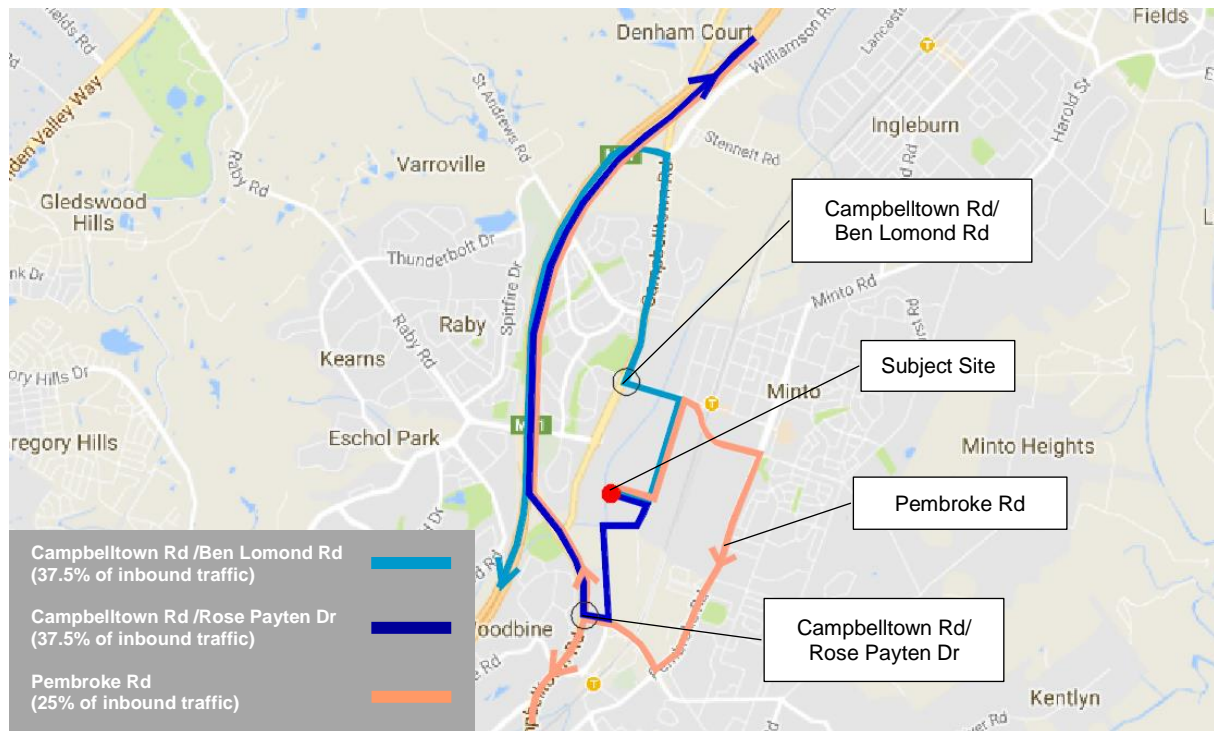 Denham Court
Williamson Rd
Fields
St Andrews Rd
Stennett Rd
Harold St
Ingleburn
Varroville
Raby Rd
Gledswood
Hills
Campbelltown Rd/
Ben Lomond Rd
Thunderbolt Dr
Campbelltown Rd
Minto Rd
Spitfire Dr
Raby
Raby Rd
Kearns
Subject Site
Minto
Eschol Park
Minto Heights
Pembroke Rd
Campbelltown Rd /Ben Lomond Rd
(37.5% of inbound traffic)
Campbelltown Rd /Rose Payten Dr
(37.5% of inbound traffic)
Pembroke Rd
(25% of inbound traffic)
Campbelltown Rd/
Rose Payten Dr
Kentlyn